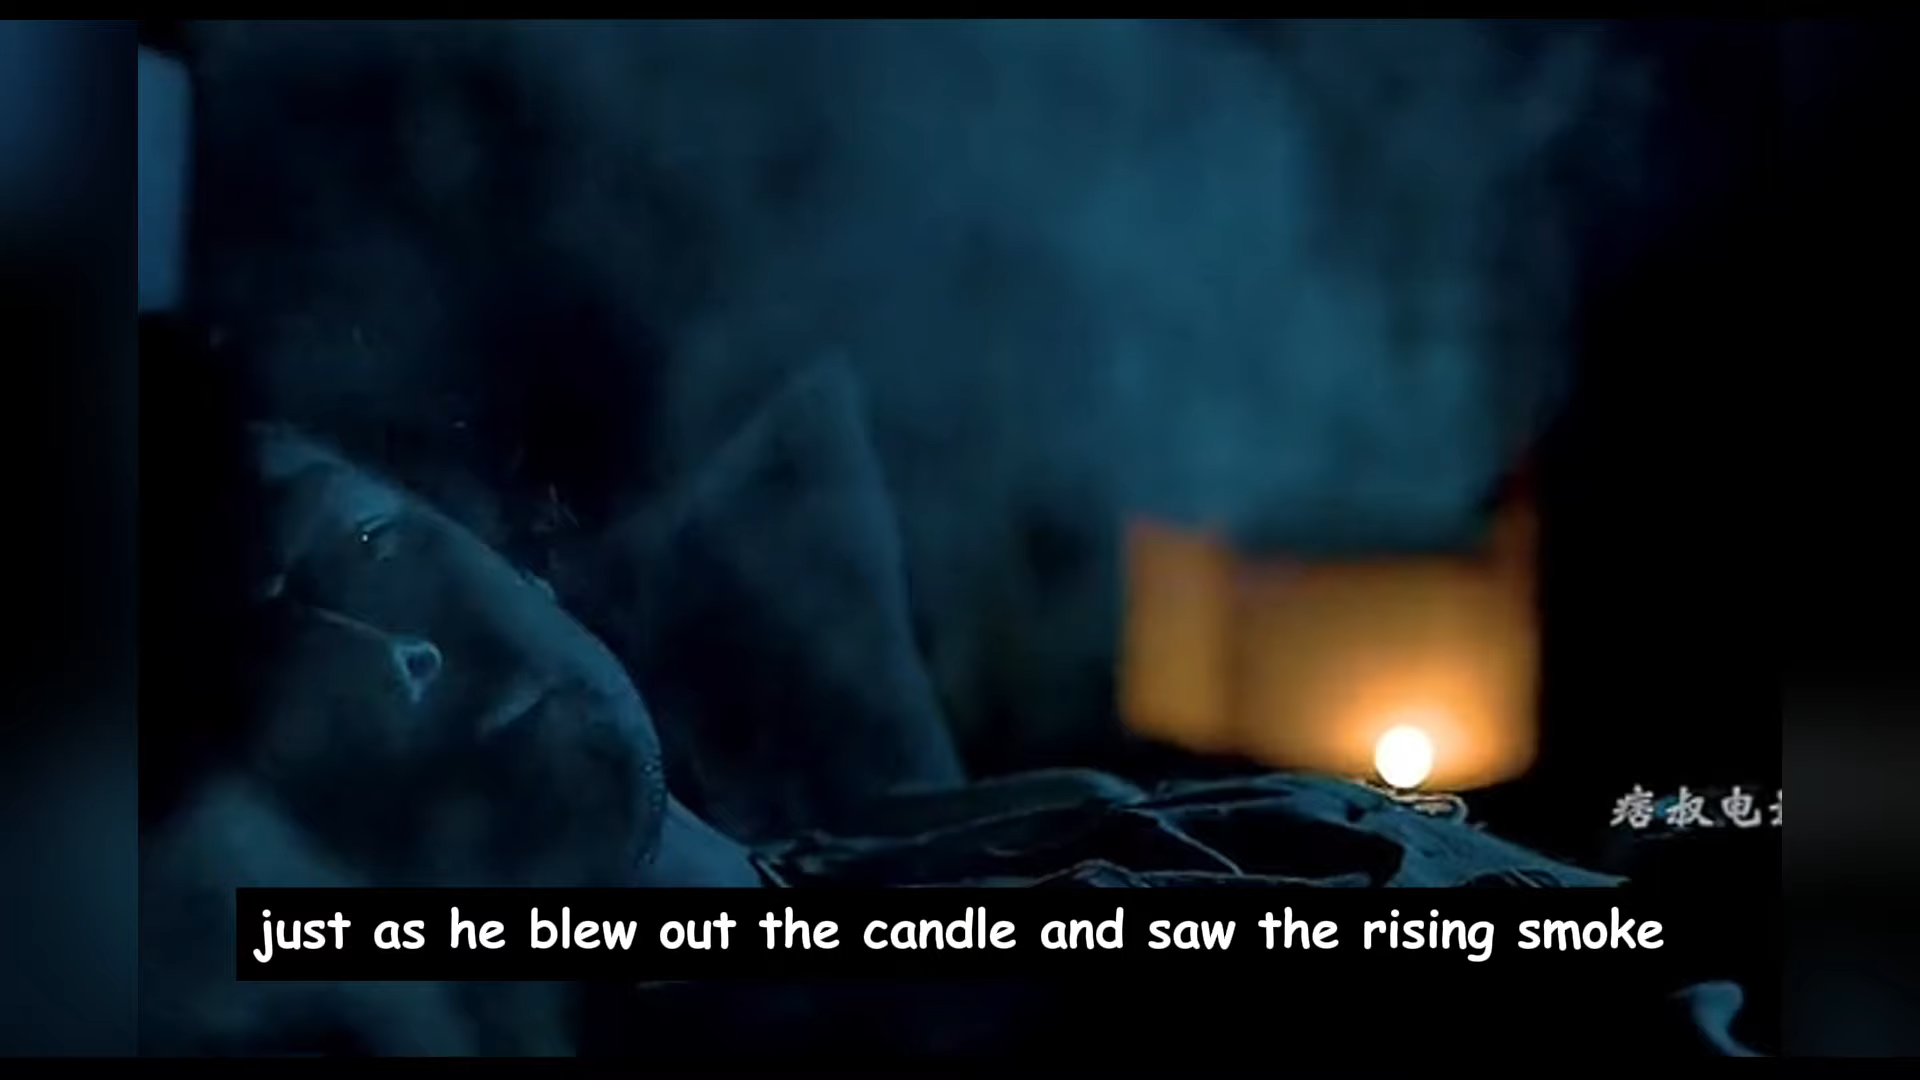 痞叔电
just as he blew out the candle and saw the rising smoke